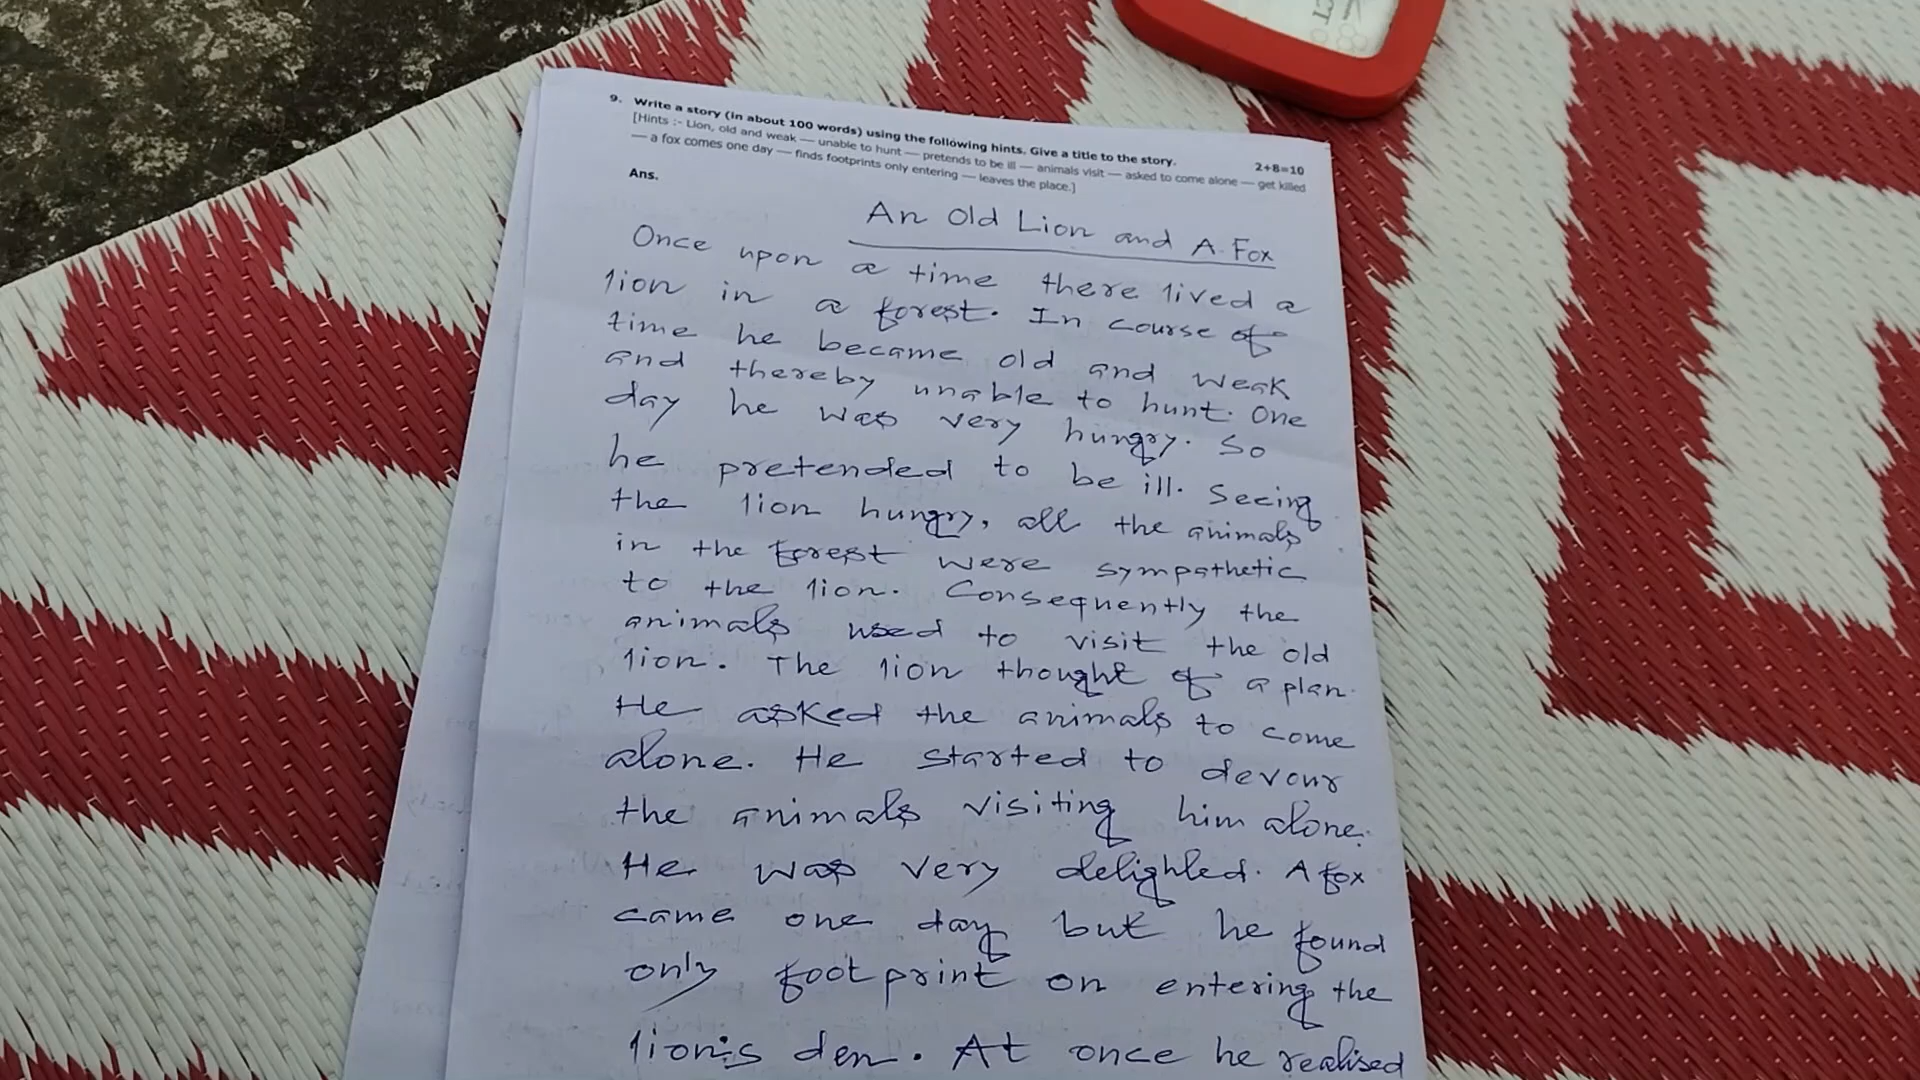 9. Write a story (in about 100 words) using the following hints. Give a title to the story.
2+8=10
[Hints :- Lion, old and weak — unable to hunt — pretends to be ill — animals visit — asked to come alone — get killed
— a fox comes one day — finds footprints only entering — leaves the place.]
Ans.
An Old Lion and A Fox
Once upon a time there lived a
lion in a forest. In course of
time he became old and weak
and thereby unable to hunt. One
day he was very hungry. So
he pretended to be ill. Seeing
the lion hungry, all the animals
in the forest were sympathetic
to the lion. Consequently the
animals used to visit the old
lion. The lion thought of a plan.
He asked the animals to come
alone. He started to devour
the animals visiting him alone.
He was very delighted. A fox
came one day but he found
only foot print on entering the
lion's den. At once he realised